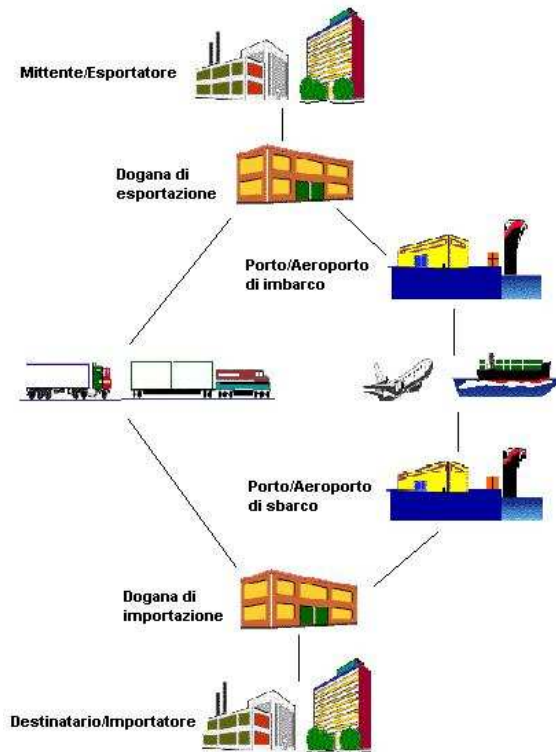 Mittente/Esportatore
Dogana di
esportazione
Porto/Aeroporto
di imbarco
Porto/Aeroporto
di sbarco
Dogana di
importazione
Destinatario/Importatore